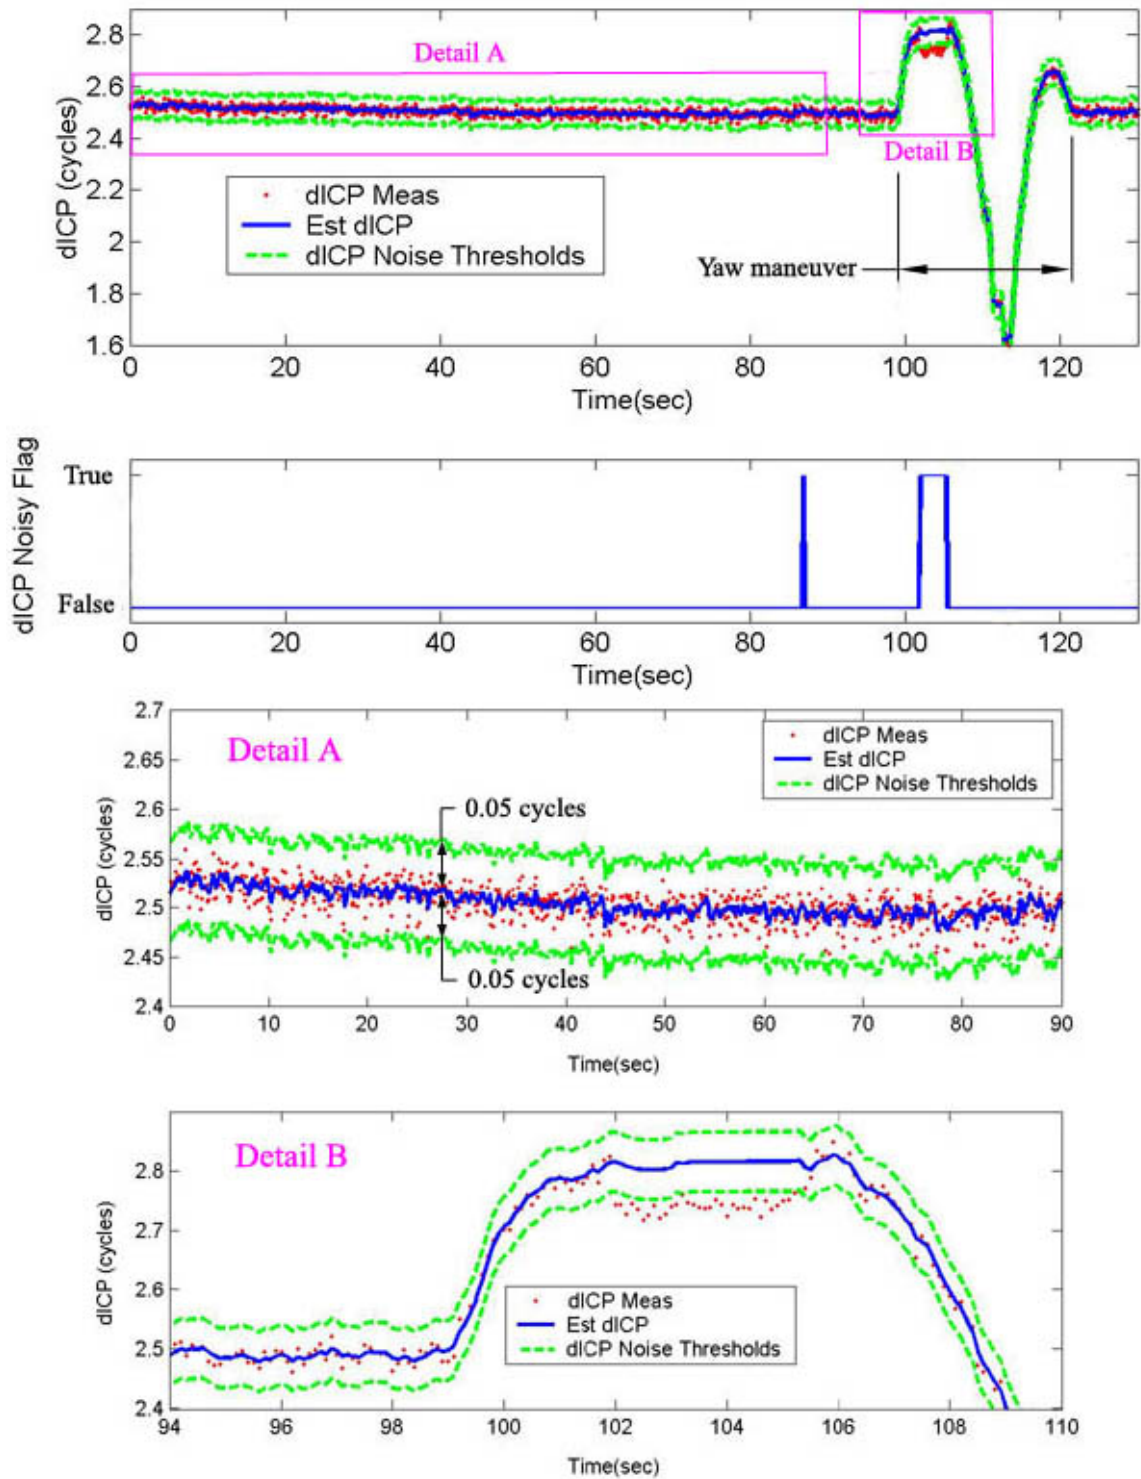 2.8
Detail A
2.6
2.4
Detail B
2.2
dICP Meas
Est dICP
dICP Noise Thresholds
2
Yaw maneuver
1.8
1.6
dICP (cycles)
0 20 40 60 80 100 120
Time(sec)
True
False
dICP Noisy Flag
0 20 40 60 80 100 120
Time(sec)
2.7
Detail A
dICP Meas
Est dICP
dICP Noise Thresholds
2.65
2.6
0.05 cycles
2.55
2.5
2.45
0.05 cycles
2.4
dICP (cycles)
0 10 20 30 40 50 60 70 80 90
Time(sec)
Detail B
2.8
2.7
2.6
dICP Meas
Est dICP
dICP Noise Thresholds
2.5
2.4
dICP (cycles)
94 96 98 100 102 104 106 108 110
Time(sec)